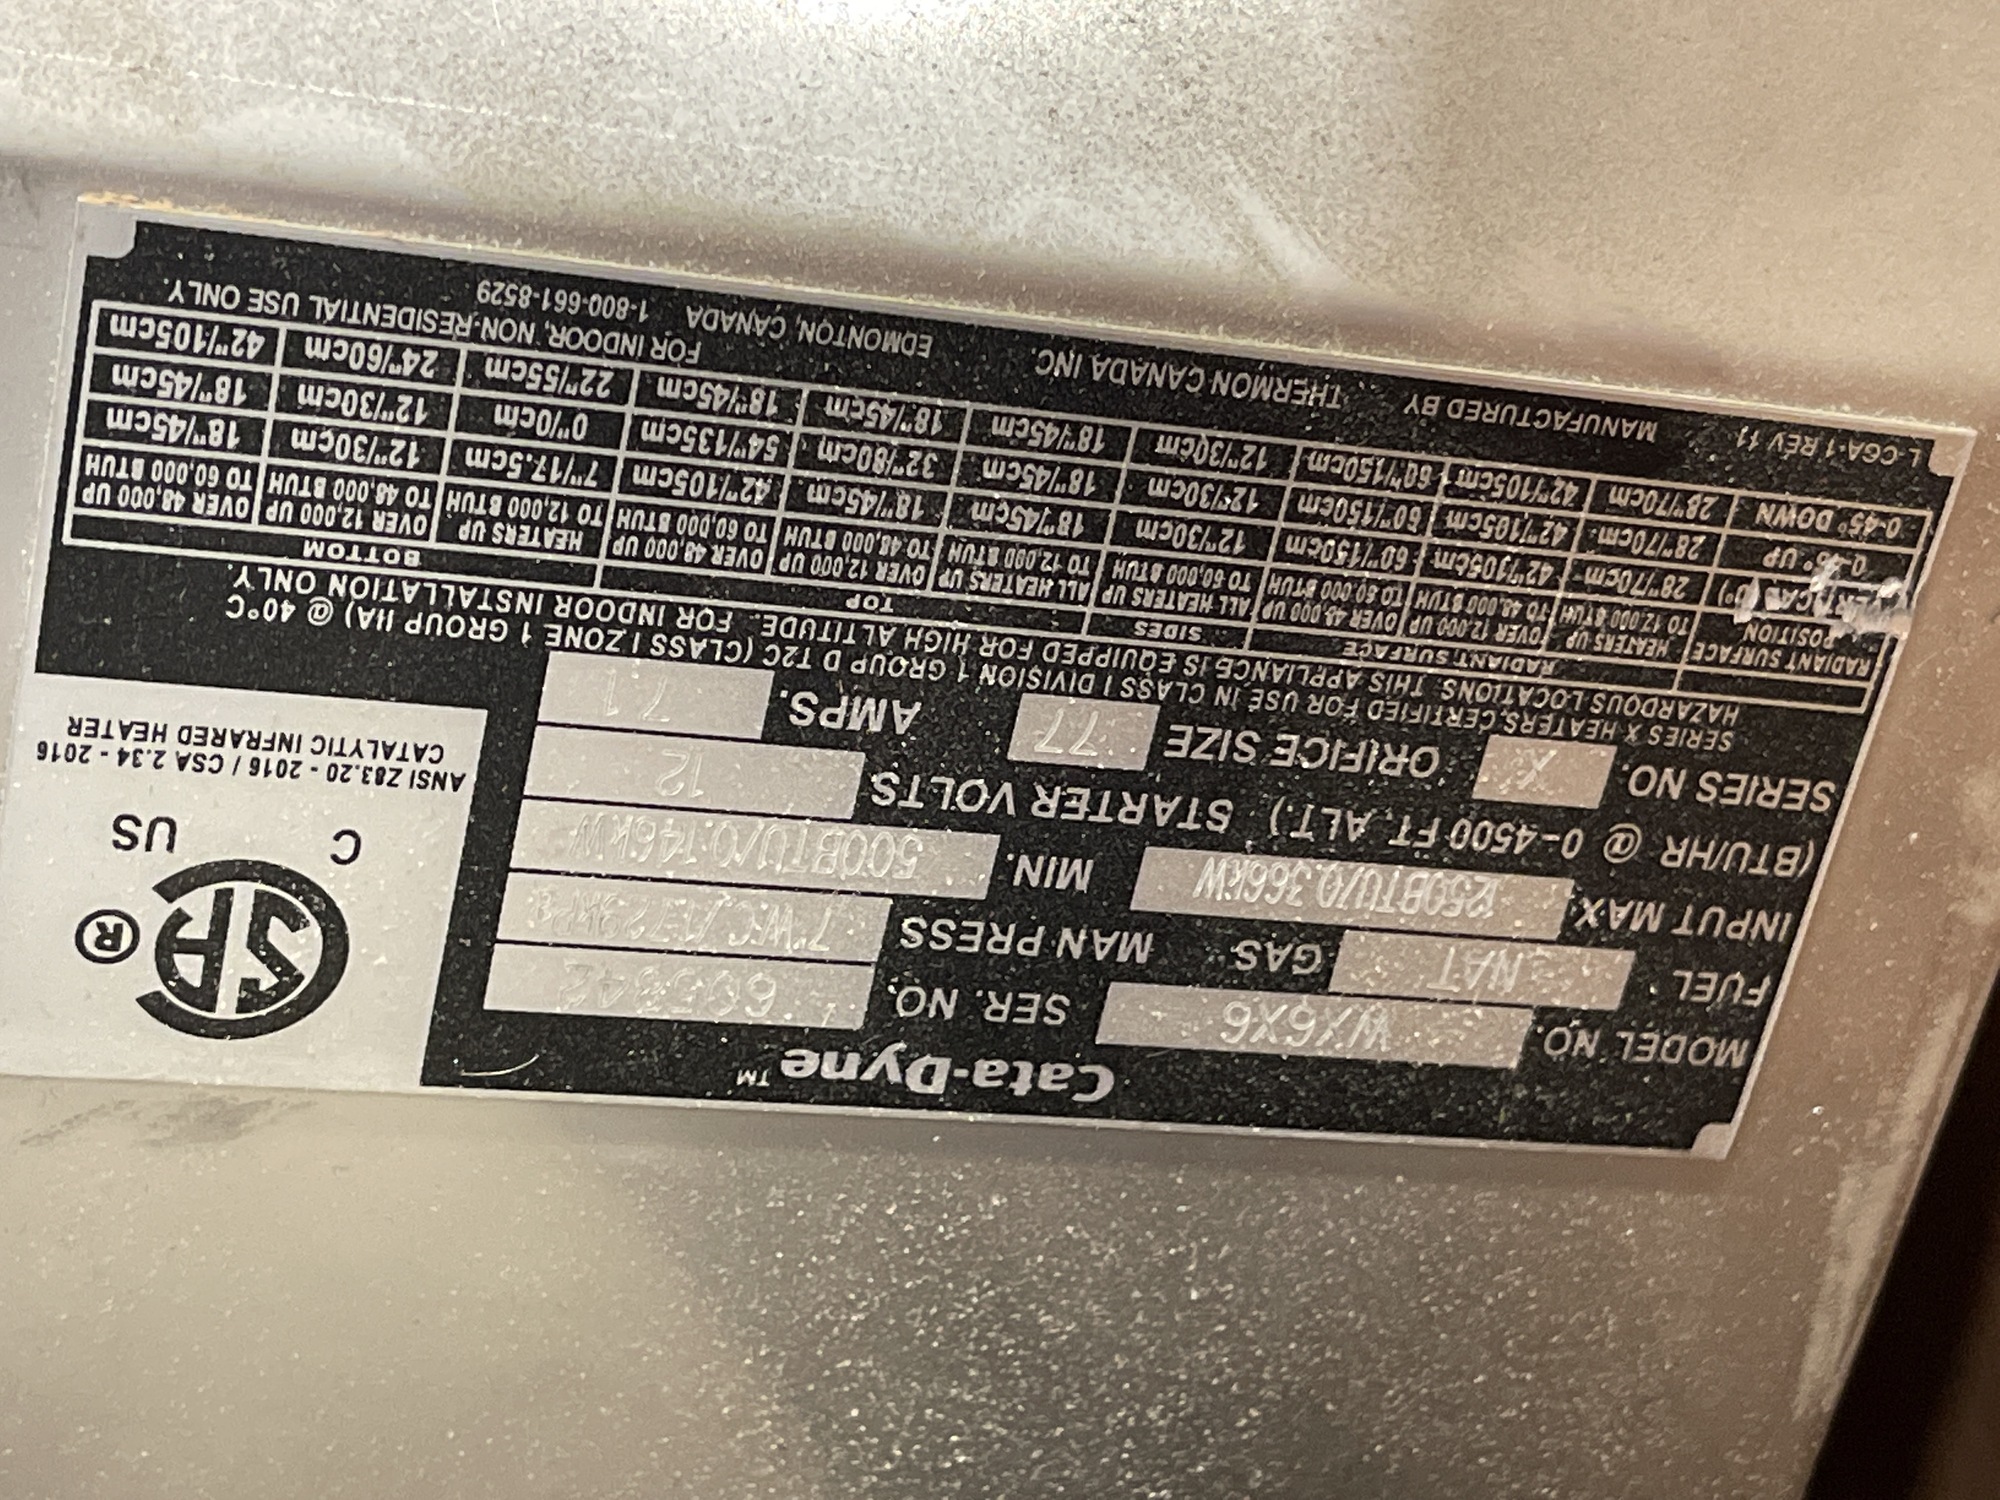 Cata-Dyne ™
MODEL NO. WX6X6 SER. NO. 605342
FUEL NAT GAS MAN PRESS 7"WC /1.723kPa
INPUT MAX. 1250BTU/0.366kW MIN. 500BTU/0.146kW
(BTU/HR @ 0-4500 FT. ALT.) STARTER VOLTS 12
SERIES NO. X ORIFICE SIZE 77 AMPS. 7.1
SERIES X HEATERS, CERTIFIED FOR USE IN CLASS I DIVISION 1 GROUP D T2C (CLASS I ZONE 1 GROUP IIA) @ 40°C
HAZARDOUS LOCATIONS. THIS APPLIANCE IS EQUIPPED FOR HIGH ALTITUDE. FOR INDOOR INSTALLATION ONLY.
RADIANT SURFACE SIDES TOP BOTTOM
RADIANT SURFACE HEATERS UP OVER 12,000 UP OVER 48,000 UP ALL HEATERS UP ALL HEATERS UP OVER 12,000 UP OVER 48,000 UP HEATERS UP OVER 12,000 UP OVER 48,000 UP
POSITION TO 12,000 BTUH TO 48,000 BTUH TO 60,000 BTUH TO 60,000 BTUH TO 12,000 BTUH TO 48,000 BTUH TO 60,000 BTUH TO 12,000 BTUH TO 48,000 BTUH TO 60,000 BTUH
VERTICAL (0°) 28"/70cm 42"/105cm 60"/150cm 12"/30cm 18"/45cm 18"/45cm 42"/105cm 7"/17.5cm 12"/30cm 18"/45cm
0-45° UP 28"/70cm 42"/105cm 60"/150cm 12"/30cm 18"/45cm 32"/80cm 54"/135cm 0"/0cm 12"/30cm 18"/45cm
0-45° DOWN 28"/70cm 42"/105cm 60"/150cm 12"/30cm 18"/45cm 18"/45cm 18"/45cm 22"/55cm 24"/60cm 42"/105cm
FOR INDOOR, NON-RESIDENTIAL USE ONLY.
L-CGA-1 REV 11 MANUFACTURED BY THERMON CANADA INC. EDMONTON, CANADA 1-800-661-8529
SA ®
C US
ANSI Z83.20 - 2016 / CSA 2.34 - 2016
CATALYTIC INFRARED HEATER